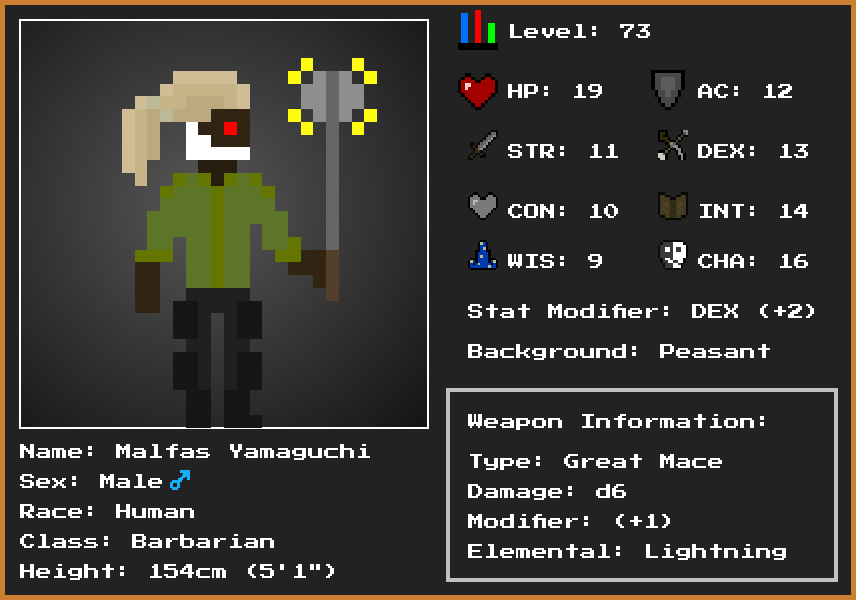 Level: 73
HP: 19 AC: 12
STR: 11 DEX: 13
CON: 10 INT: 14
WIS: 9 CHA: 16
Stat Modifier: DEX (+2)
Background: Peasant
Weapon Information:
Type: Great Mace
Damage: d6
Modifier: (+1)
Elemental: Lightning
Name: Malfas Yamaguchi
Sex: Male♂
Race: Human
Class: Barbarian
Height: 154cm (5'1")